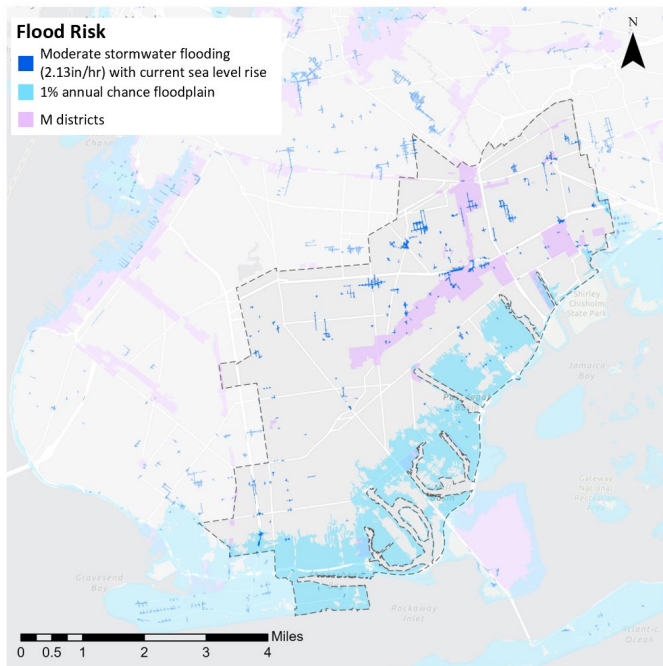 Flood Risk
Moderate stormwater flooding
(2.13in/hr) with current sea level rise
1% annual chance floodplain
M districts
N
Shirley
Chisholm
State Park
Jamaica
Bay
Gateway
National
Gravesend
Bay
Rockaway
Inlet
Atlantic
Ocean
0 0.5 1 2 3 4 Miles